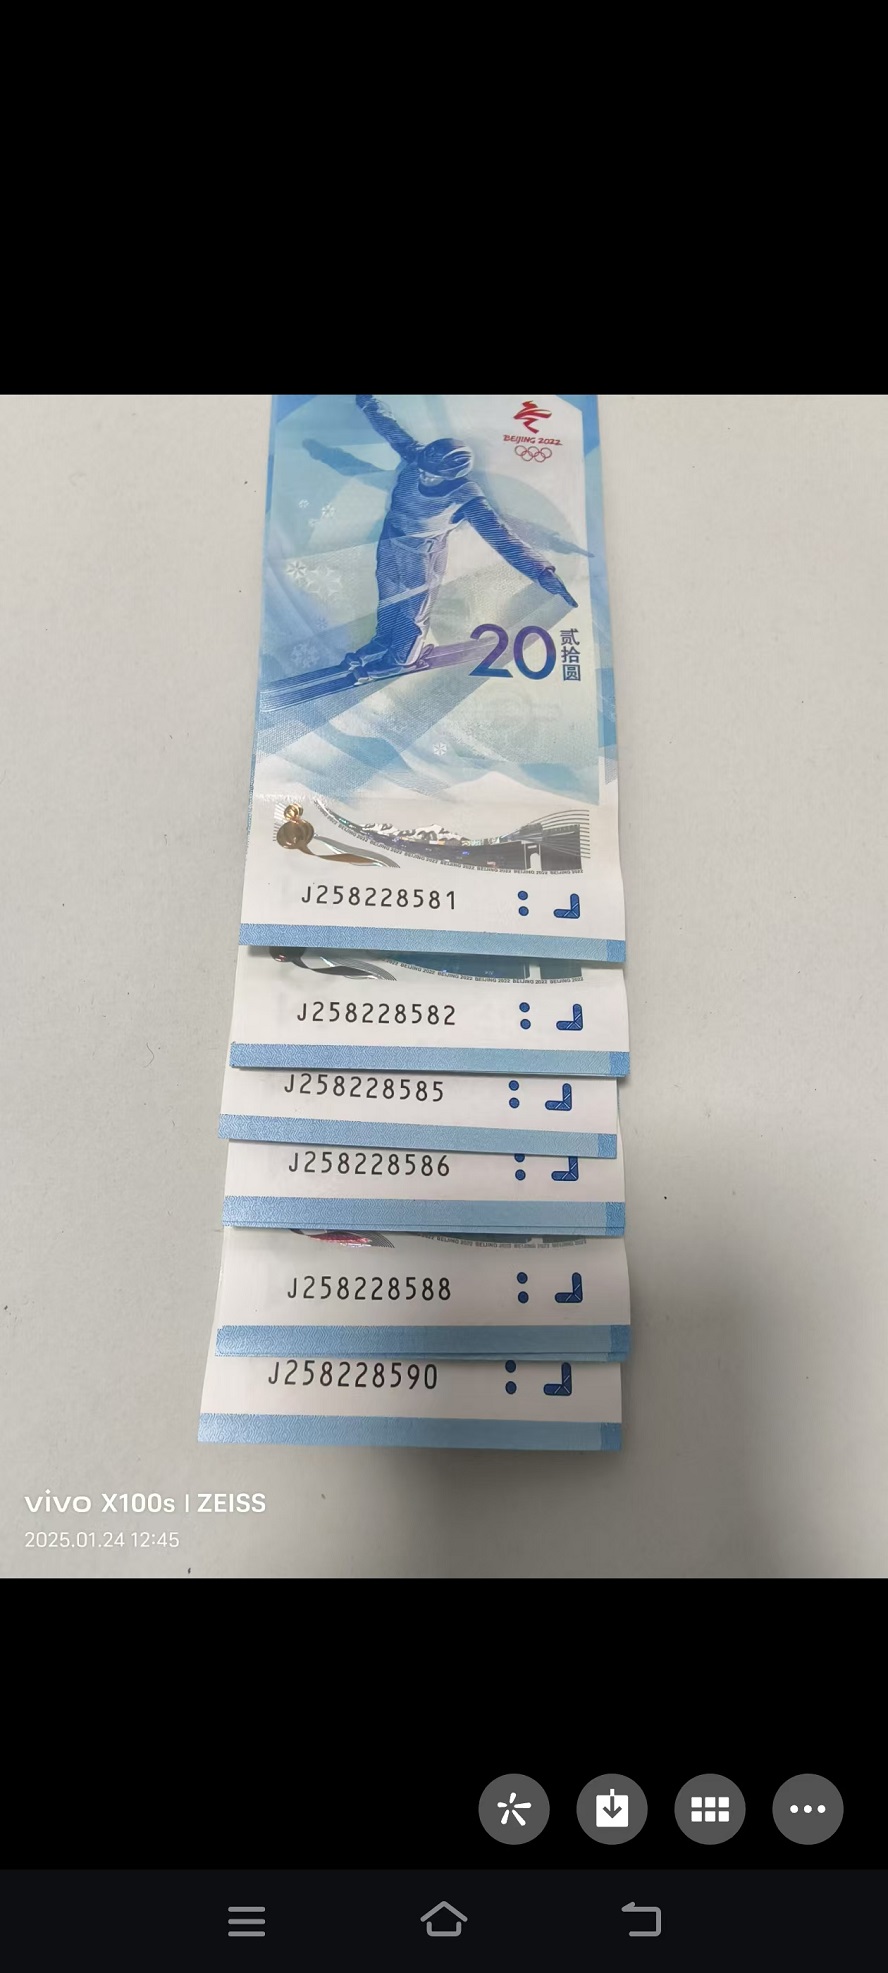 BEIJING 2022
20 贰拾圆
J258228581
J258228582
J258228585
J258228586
J258228588
J258228590
vivo X100s | ZEISS
2025.01.24 12:45